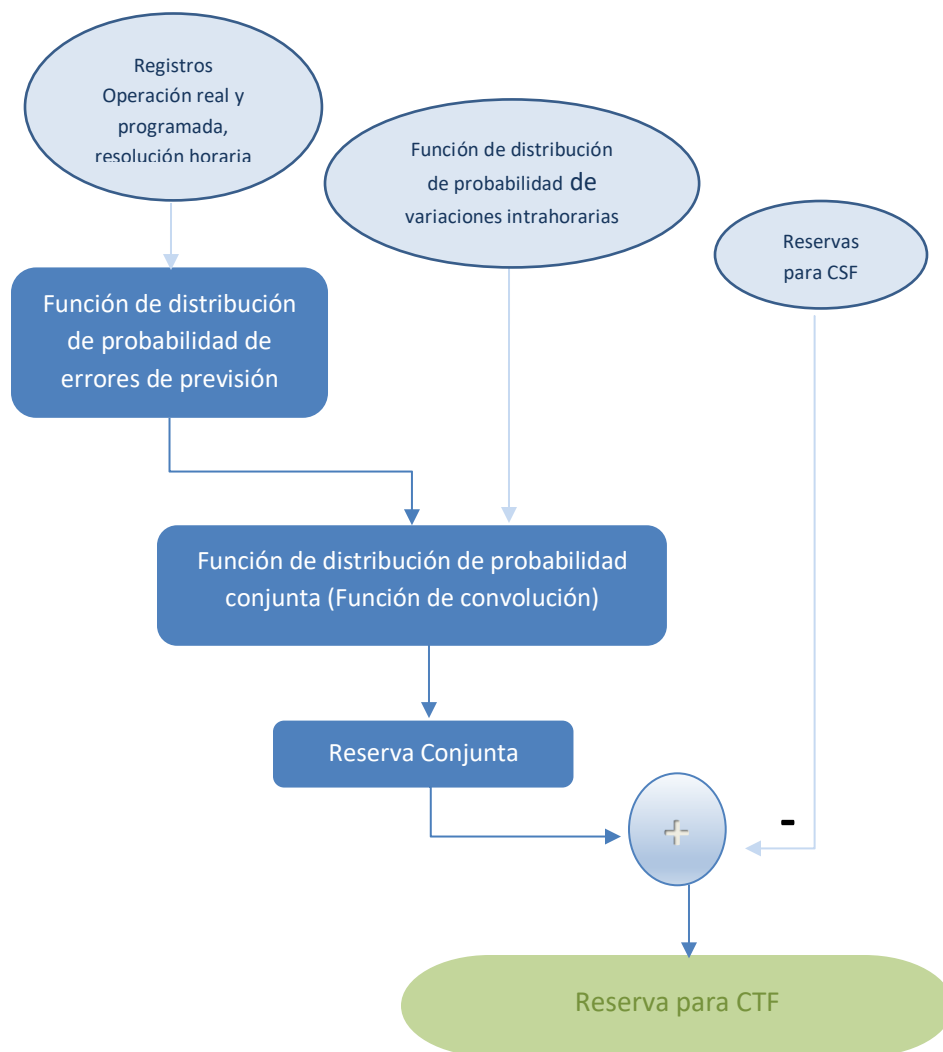 Registros
Operación real y
programada,
resolución horaria
Función de distribución
de probabilidad de
variaciones intrahorarias
Reservas
para CSF
Función de distribución
de probabilidad de
errores de previsión
Función de distribución de probabilidad
conjunta (Función de convolución)
Reserva Conjunta
+
-
Reserva para CTF